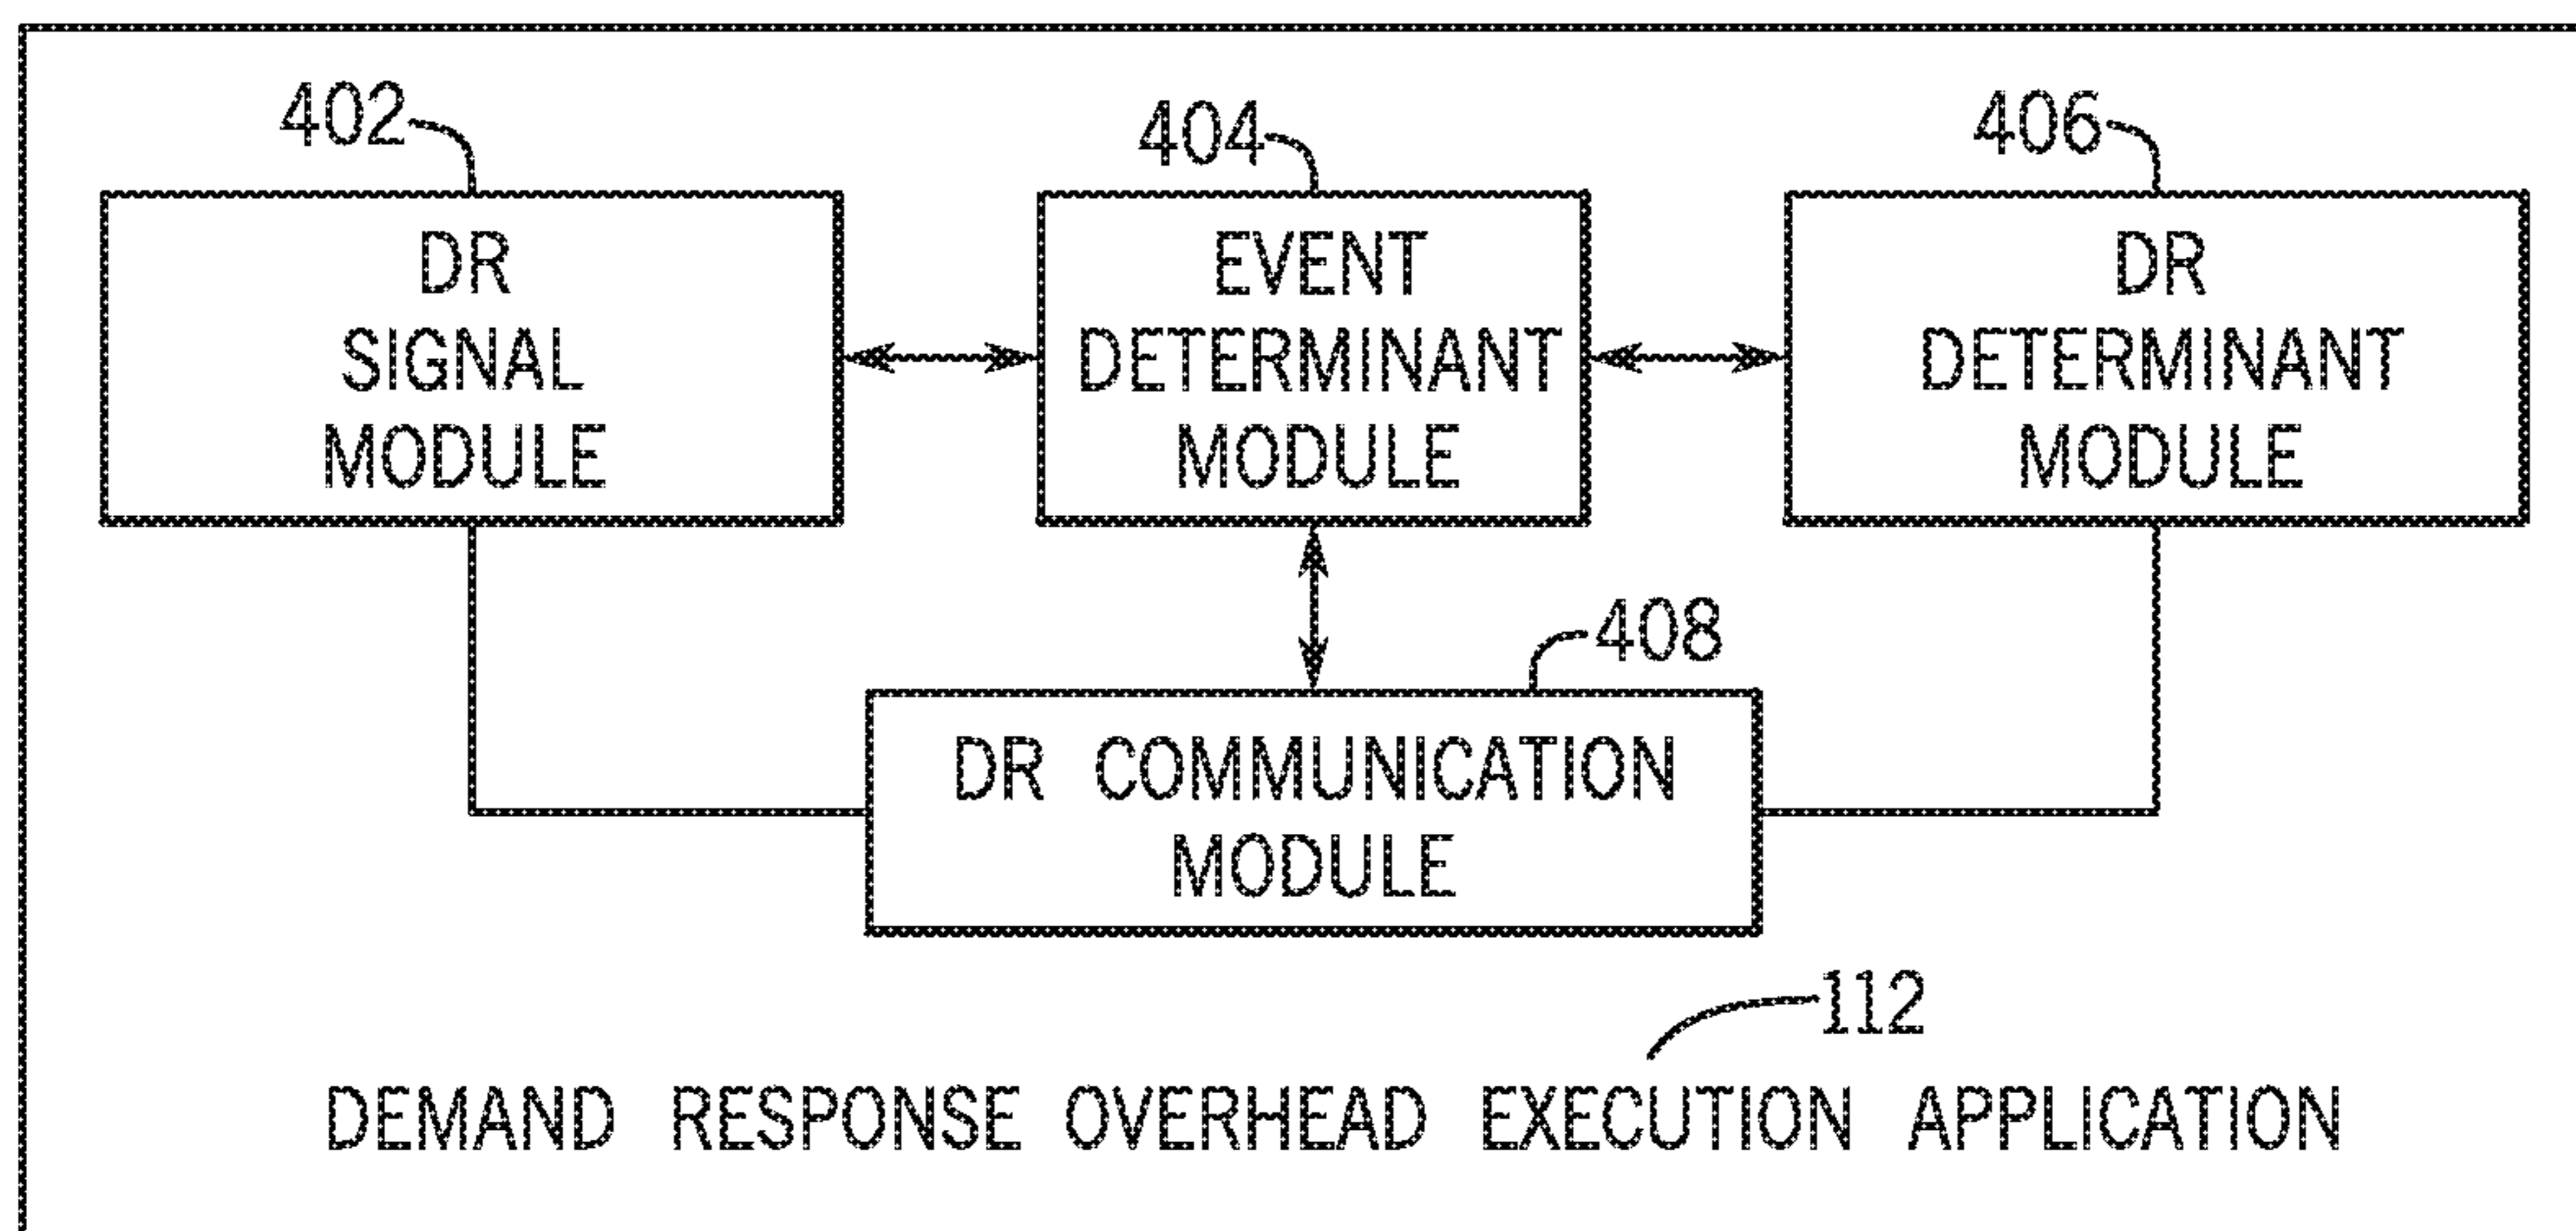 402
DR
SIGNAL
MODULE
404
EVENT
DETERMINANT
MODULE
406
DR
DETERMINANT
MODULE
408
DR COMMUNICATION
MODULE
112
DEMAND RESPONSE OVERHEAD EXECUTION APPLICATION